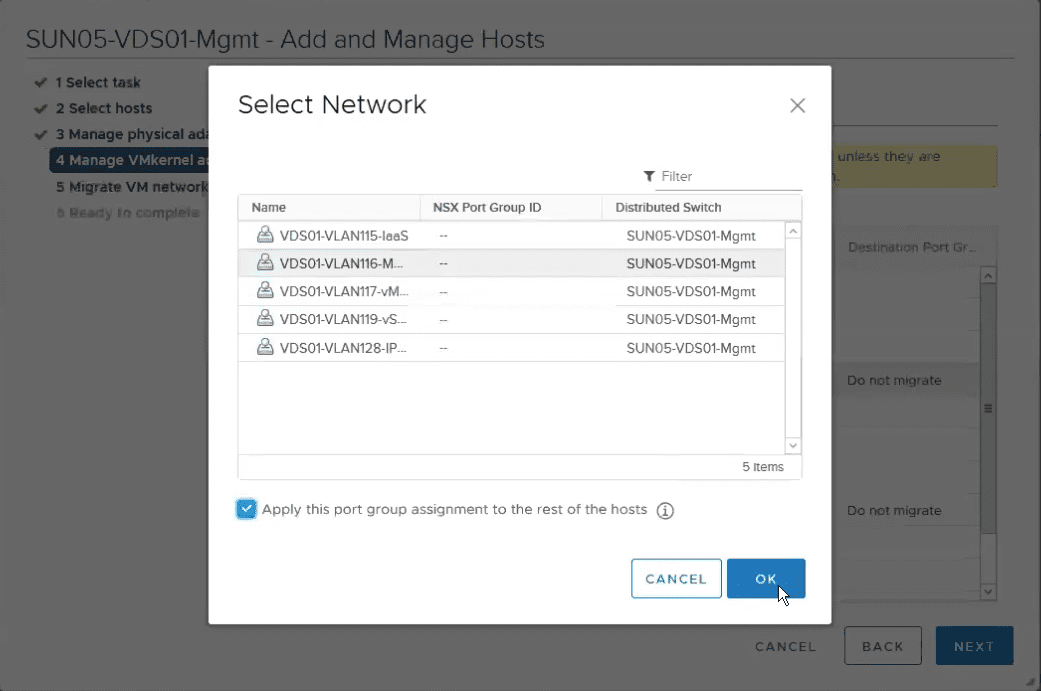 SUN05-VDS01-Mgmt - Add and Manage Hosts
1 Select task
2 Select hosts
3 Manage physical ada
4 Manage VMkernel a
5 Migrate VM network
6 Ready to complete
Select Network
Filter
Name NSX Port Group ID Distributed Switch
VDS01-VLAN115-IaaS -- SUN05-VDS01-Mgmt
VDS01-VLAN116-M... -- SUN05-VDS01-Mgmt
VDS01-VLAN117-vM... -- SUN05-VDS01-Mgmt
VDS01-VLAN119-vS... -- SUN05-VDS01-Mgmt
VDS01-VLAN128-IP... -- SUN05-VDS01-Mgmt
5 items
Apply this port group assignment to the rest of the hosts
CANCEL OK
unless they are
Destination Port Gr...
Do not migrate
Do not migrate
CANCEL BACK NEXT